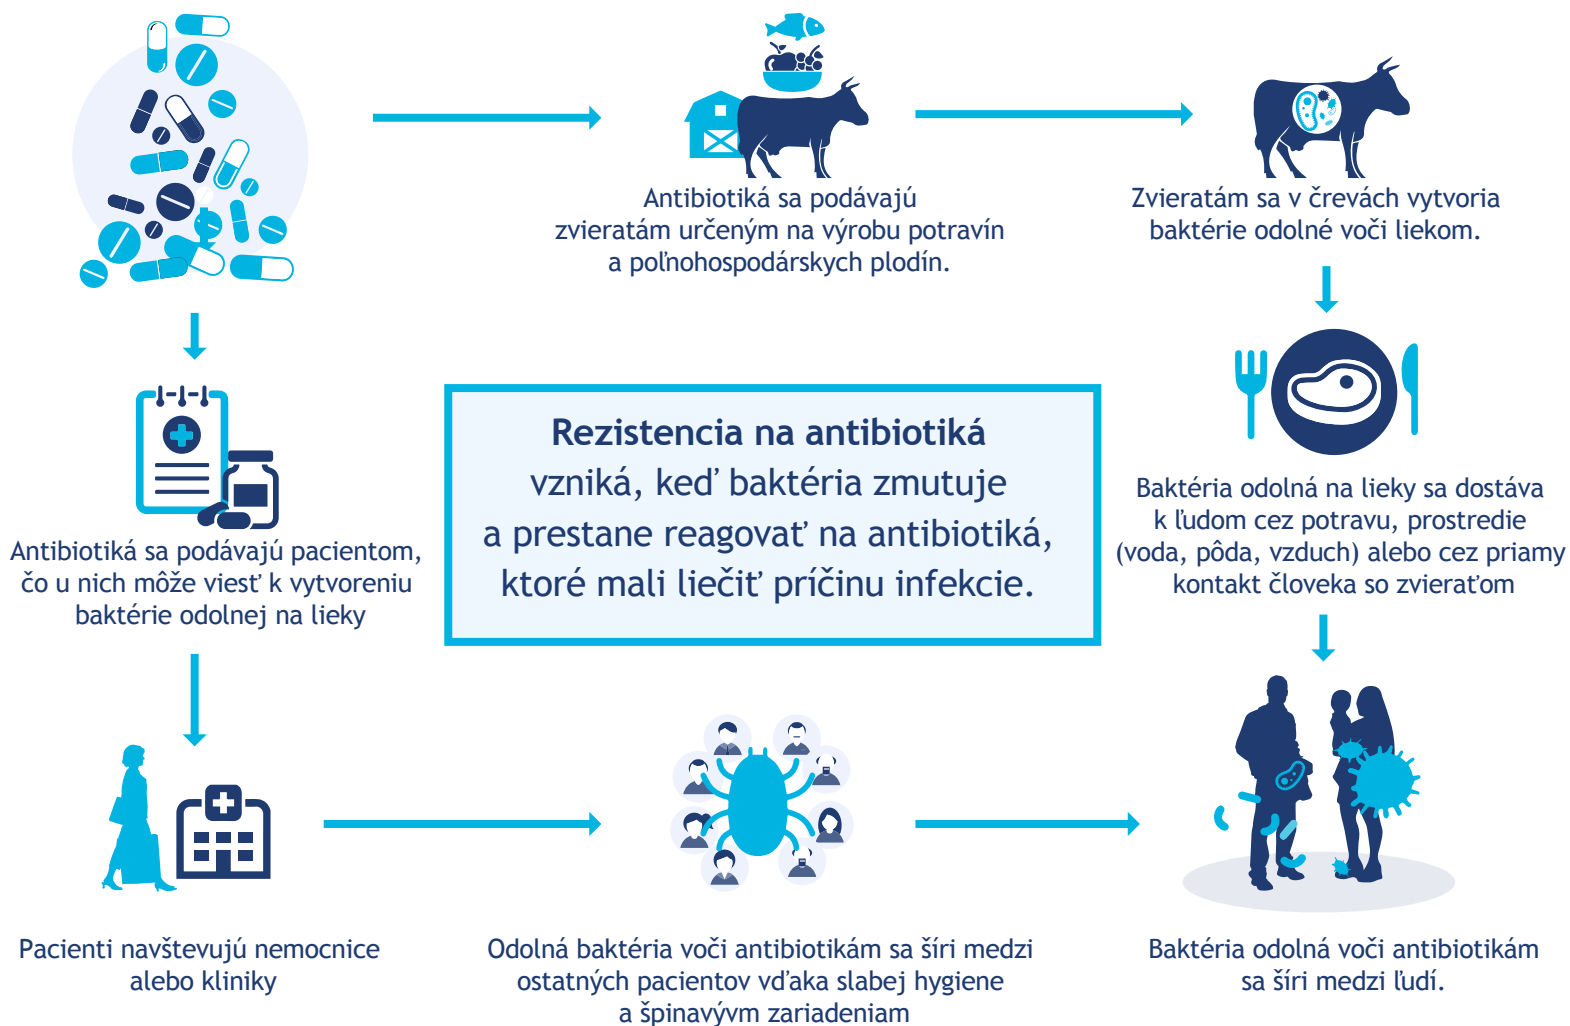 Antibiotiká sa podávajú
zvieratám určeným na výrobu potravín
a poľnohospodárskych plodín.
Zvieratám sa v črevách vytvoria
baktérie odolné voči liekom.
Antibiotiká sa podávajú pacientom,
čo u nich môže viesť k vytvoreniu
baktérie odolnej na lieky
Rezistencia na antibiotiká
vzniká, keď baktéria zmutuje
a prestane reagovať na antibiotiká,
ktoré mali liečiť príčinu infekcie.
Baktéria odolná na lieky sa dostáva
k ľudom cez potravu, prostredie
(voda, pôda, vzduch) alebo cez priamy
kontakt človeka so zvieraťom
Pacienti navštevujú nemocnice
alebo kliniky
Odolná baktéria voči antibiotikám sa šíri medzi
ostatných pacientov vďaka slabej hygiene
a špinavývm zariadeniam
Baktéria odolná voči antibiotikám
sa šíri medzi ľudí.